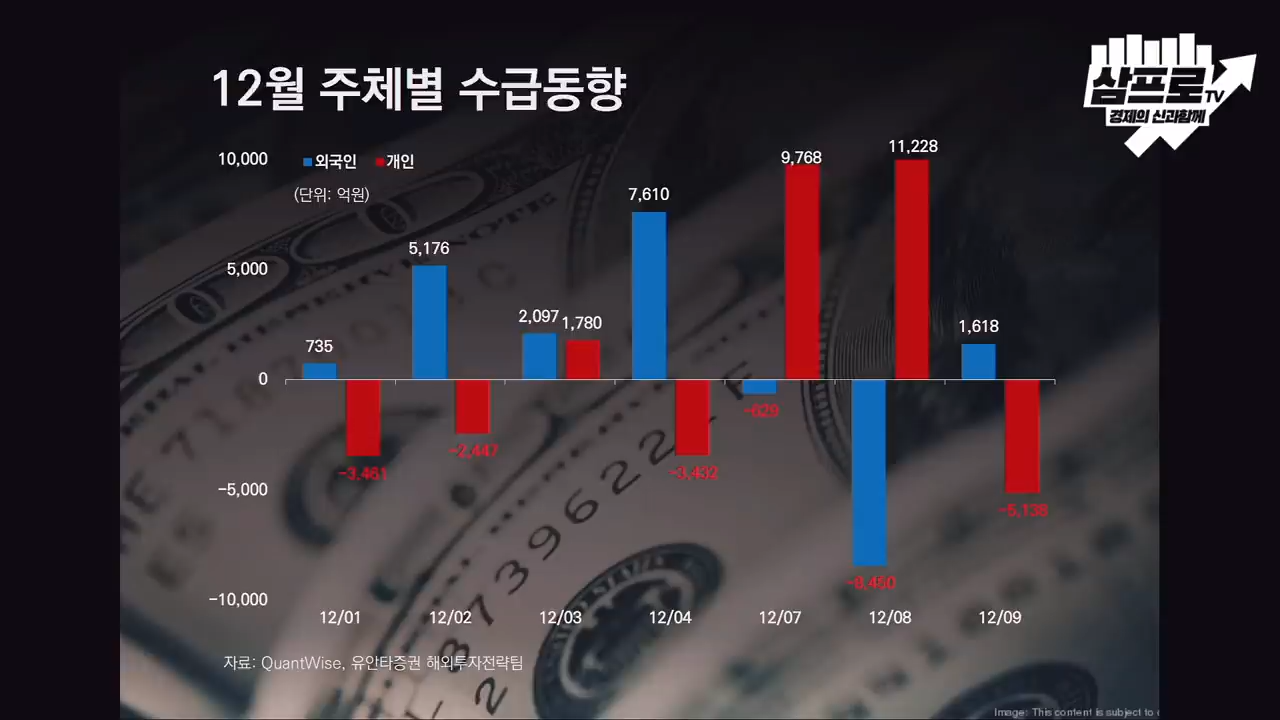 12월 주체별 수급동향
삼프로TV
경제의 신과함께
외국인 개인
(단위: 억원)
10,000
5,000
0
-5,000
-10,000
735
-3,461
5,176
-2,447
2,097
1,780
7,610
-3,432
-629
9,768
11,228
1,618
-5,138
12/01 12/02 12/03 12/04 12/07 12/08 12/09
자료: QuantWise, 유안타증권 해외투자전략팀
Image: This content is subject to